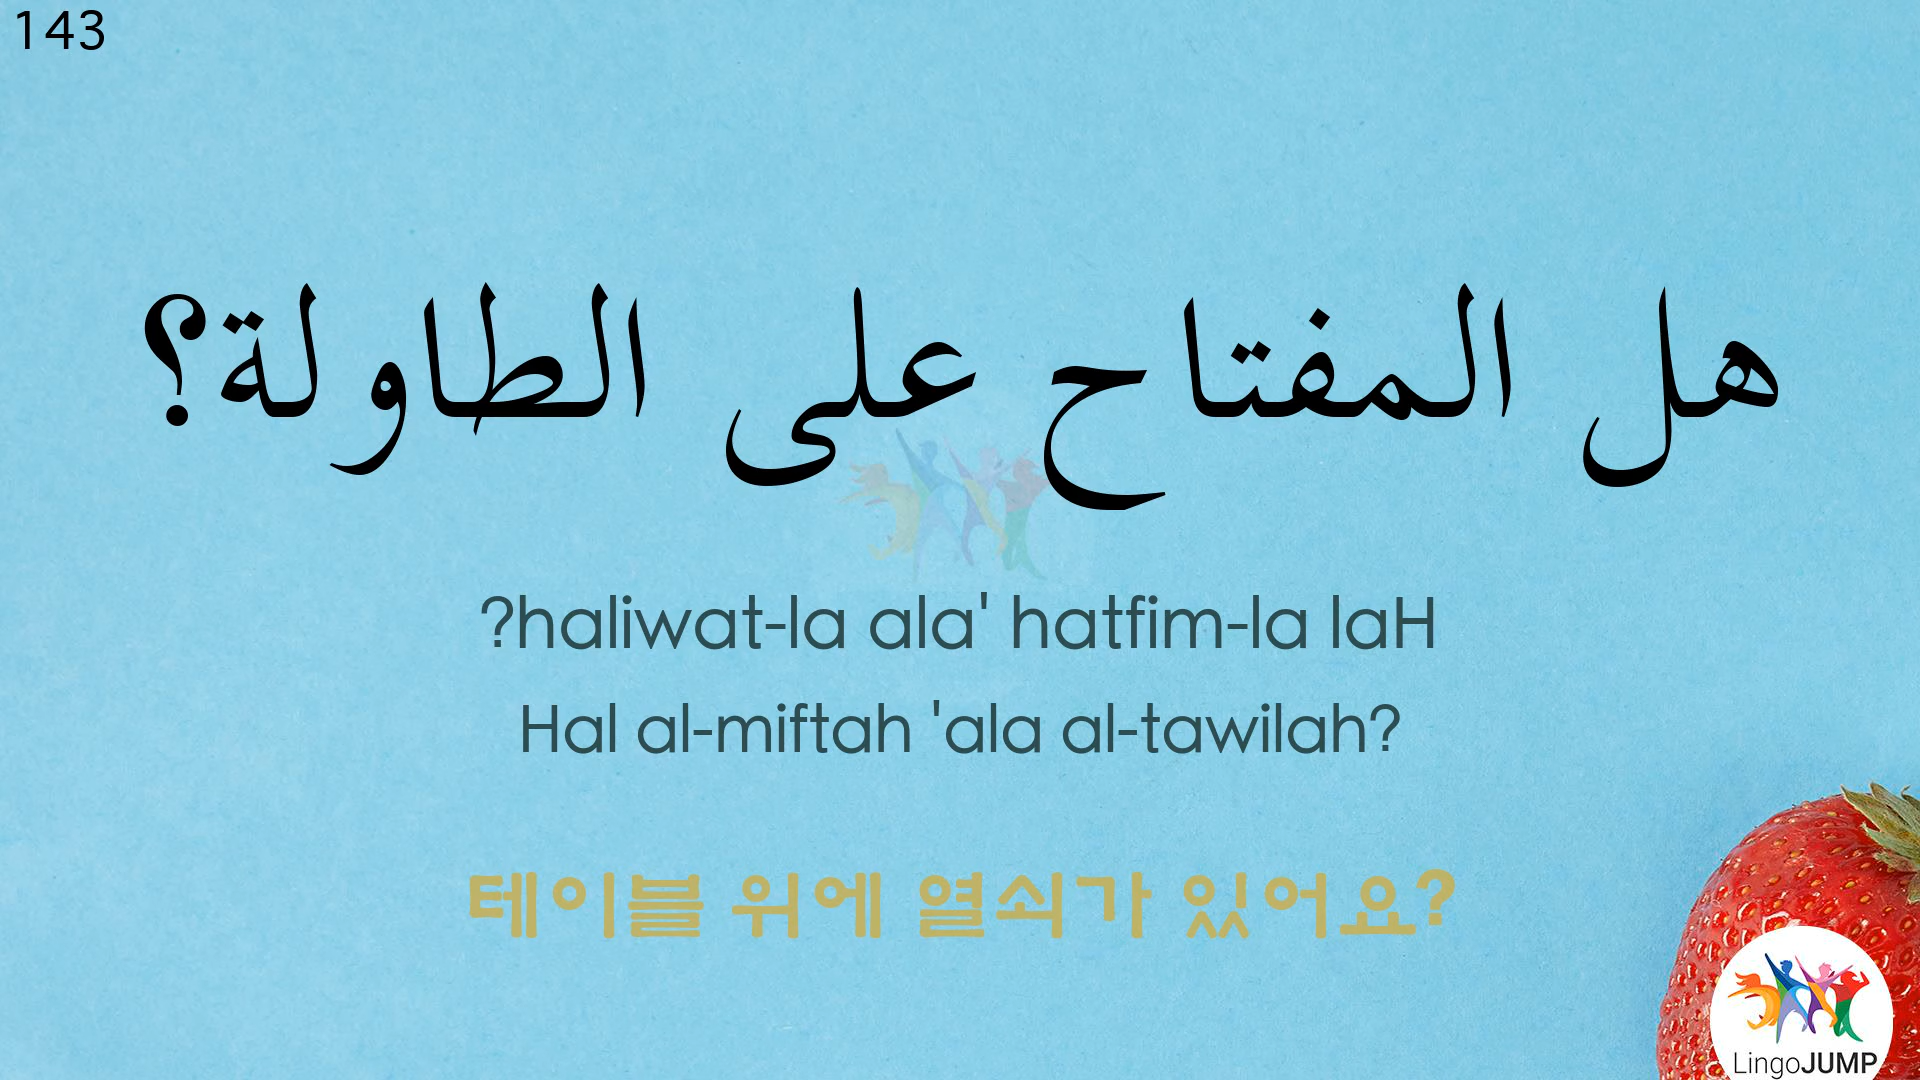 143
هل المفتاح على الطاولة؟
?haliwat-la ala' hatfim-la laH
Hal al-miftah 'ala al-tawilah?
테이블 위에 열쇠가 있어요?
LingoJUMP